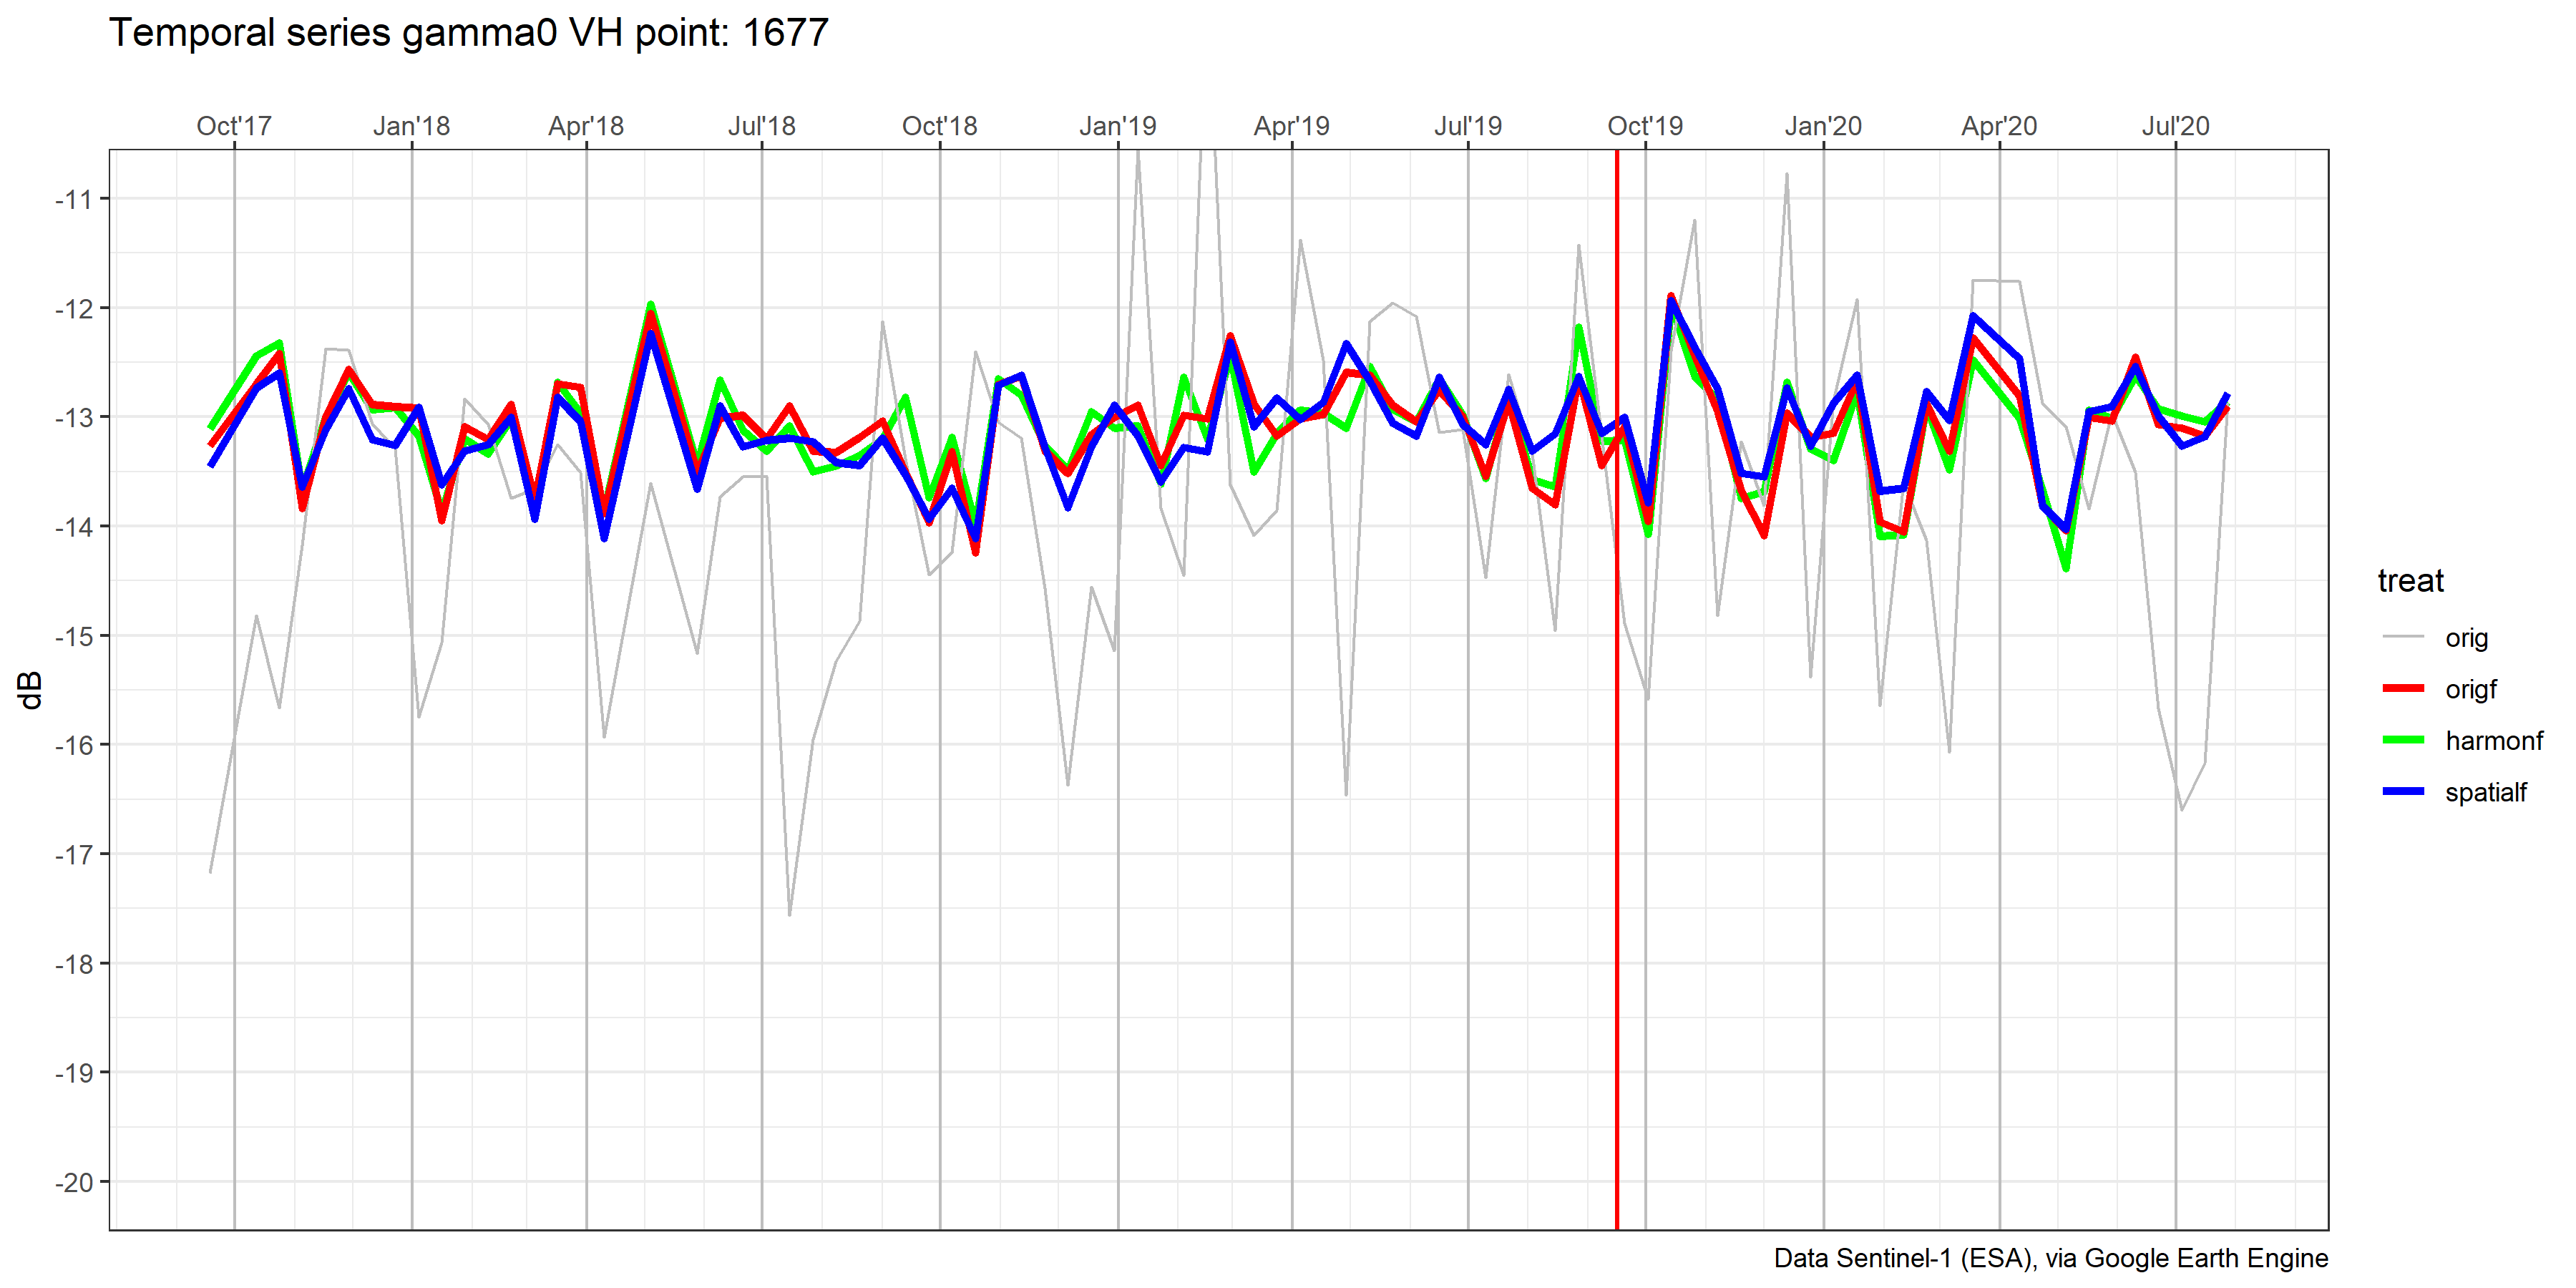 Temporal series gamma0 VH point: 1677
Oct'17 Jan'18 Apr'18 Jul'18 Oct'18 Jan'19 Apr'19 Jul'19 Oct'19 Jan'20 Apr'20 Jul'20
-11
-12
-13
-14
-15
-16
-17
-18
-19
-20
dB
treat
orig
origf
harmonf
spatialf
Data Sentinel-1 (ESA), via Google Earth Engine